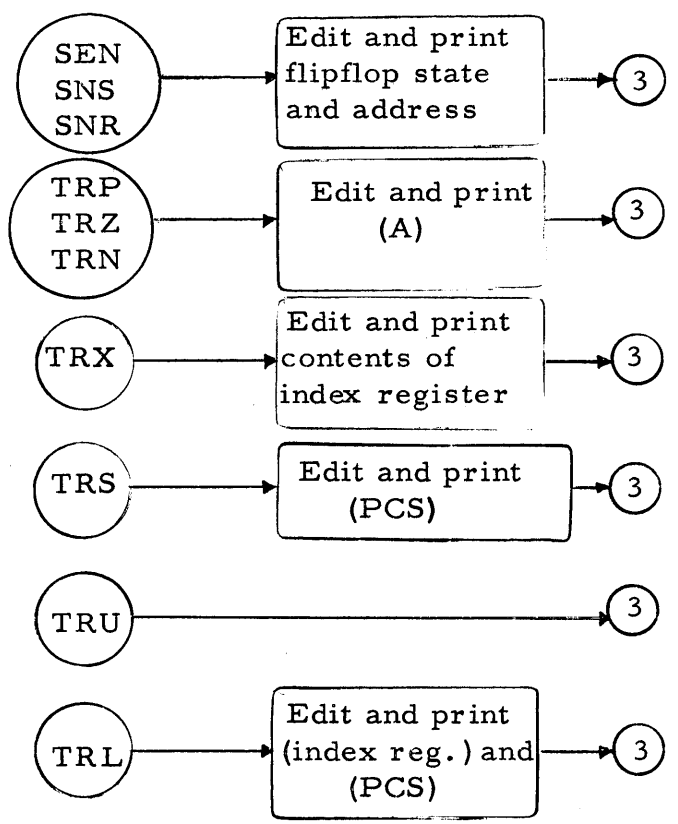 SEN
SNS
SNR
Edit and print
flipflop state
and address
3
TRP
TRZ
TRN
Edit and print
(A)
3
TRX
Edit and print
contents of
index register
3
TRS
Edit and print
(PCS)
3
TRU
3
TRL
Edit and print
(index reg.) and
(PCS)
3